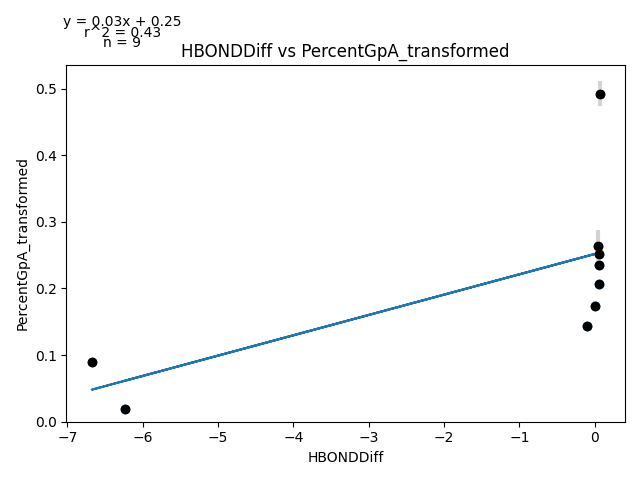 y = 0.03x + 0.25
r^2 = 0.43
n = 9
HBONDDiff vs PercentGpA_transformed
PercentGpA_transformed
0.5
0.4
0.3
0.2
0.1
0.0
−7 −6 −5 −4 −3 −2 −1 0
HBONDDiff